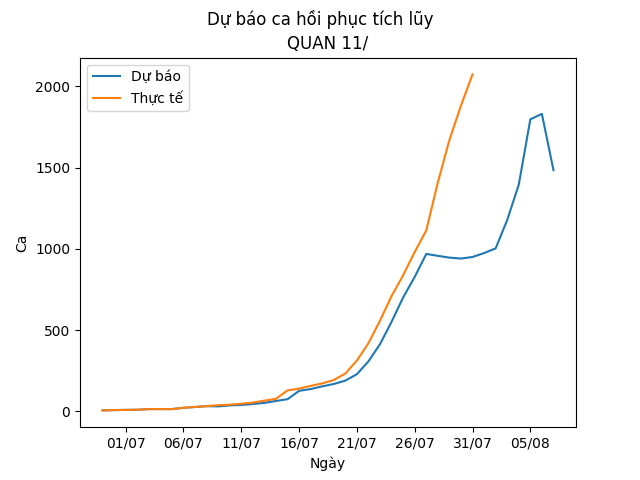 Dự báo ca hồi phục tích lũy
QUAN 11/
Dự báo
Thực tế
2000
1500
1000
500
0
Ca
01/07 06/07 11/07 16/07 21/07 26/07 31/07 05/08
Ngày